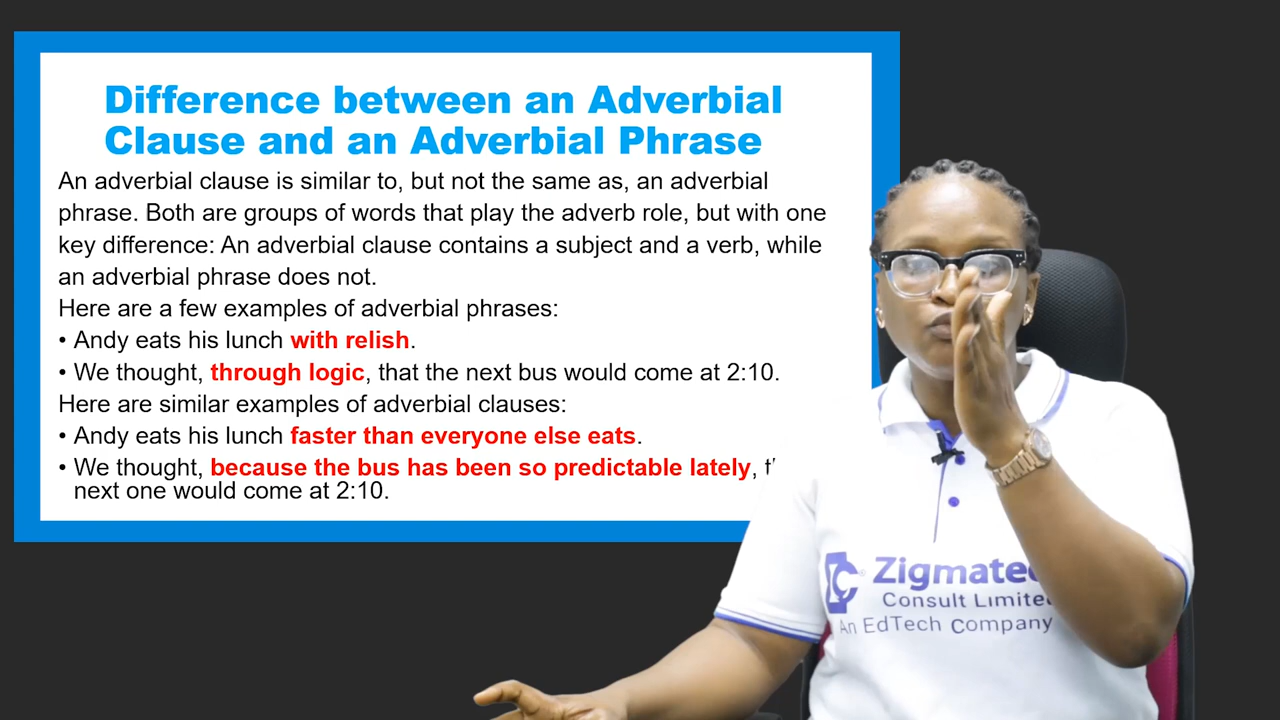 Difference between an Adverbial
Clause and an Adverbial Phrase
An adverbial clause is similar to, but not the same as, an adverbial
phrase. Both are groups of words that play the adverb role, but with one
key difference: An adverbial clause contains a subject and a verb, while
an adverbial phrase does not.
Here are a few examples of adverbial phrases:
• Andy eats his lunch with relish.
• We thought, through logic, that the next bus would come at 2:10.
Here are similar examples of adverbial clauses:
• Andy eats his lunch faster than everyone else eats.
• We thought, because the bus has been so predictable lately,
next one would come at 2:10.
Consult
An EdTech Company